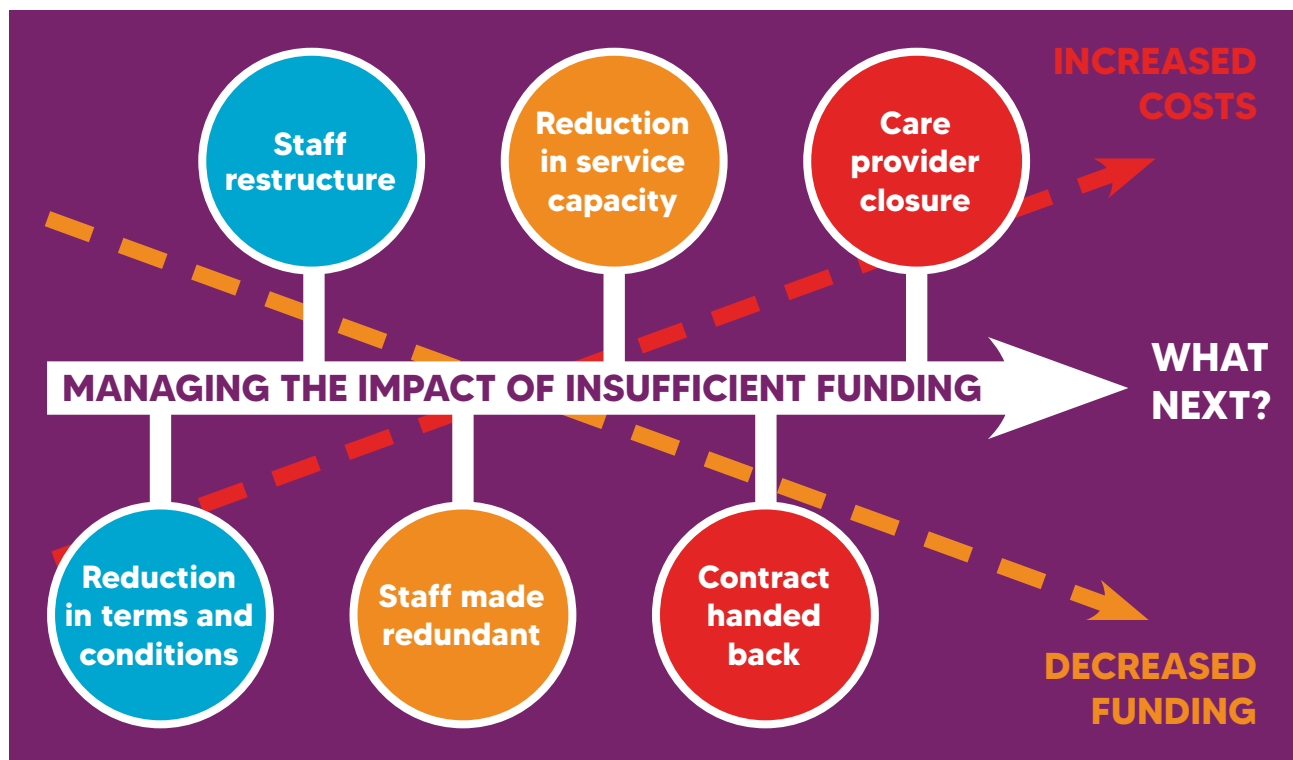 INCREASED
COSTS
Staff
restructure
Reduction
in service
capacity
Care
provider
closure
MANAGING THE IMPACT OF INSUFFICIENT FUNDING
WHAT
NEXT?
Reduction
in terms and
conditions
Staff made
redundant
Contract
handed
back
DECREASED
FUNDING